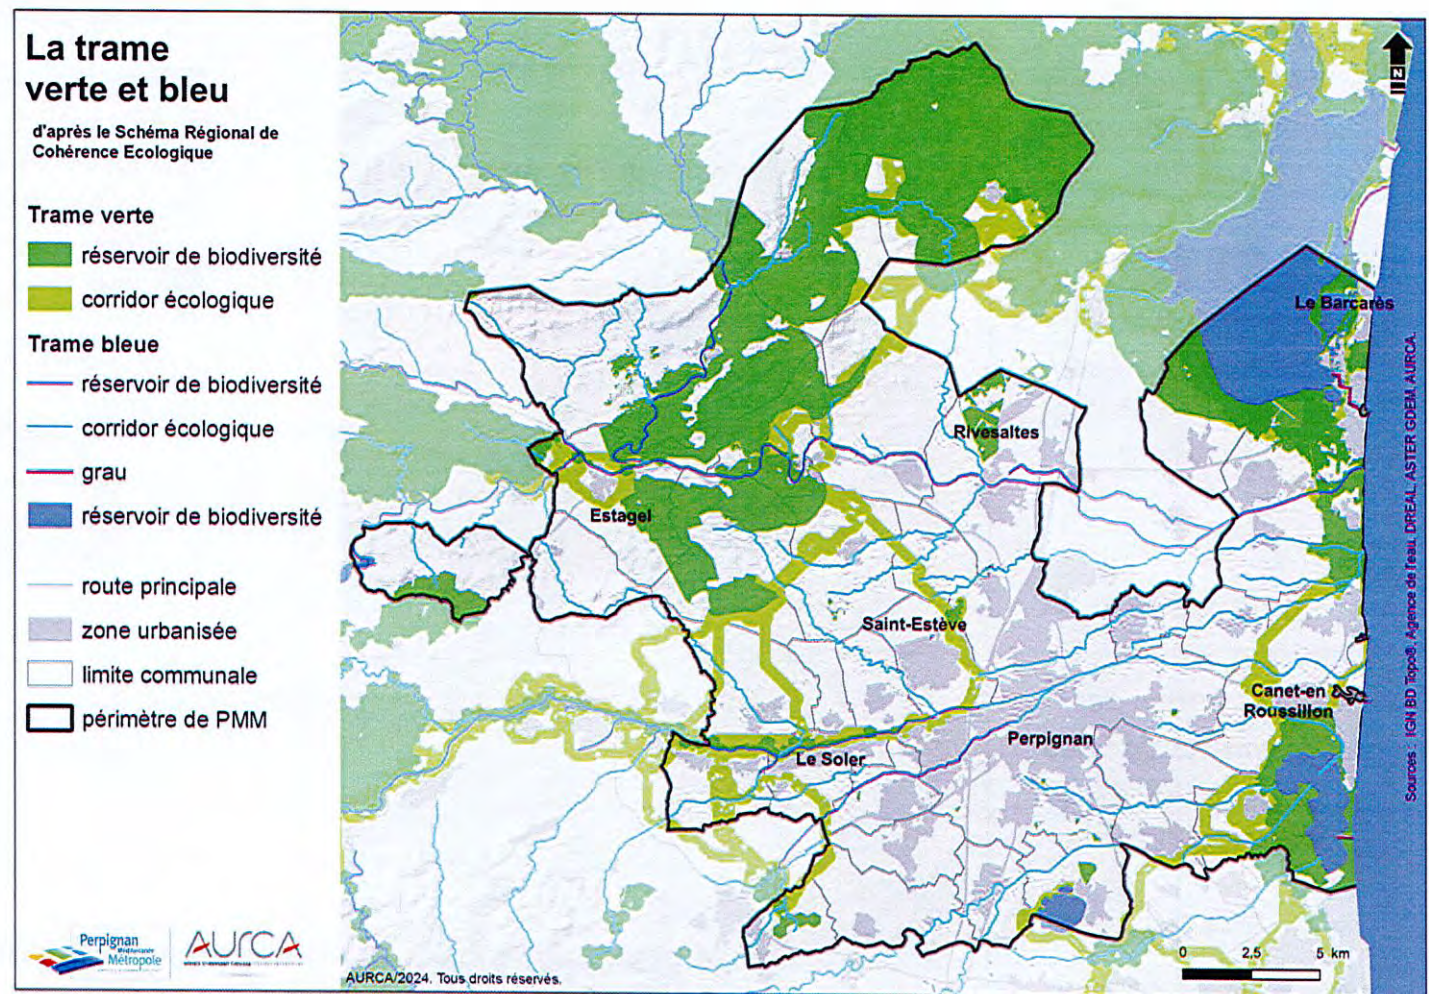 La trame
verte et bleu
d'après le Schéma Régional de
Cohérence Ecologique
Trame verte
réservoir de biodiversité
corridor écologique
Trame bleue
réservoir de biodiversité
corridor écologique
grau
réservoir de biodiversité
route principale
zone urbanisée
limite communale
périmètre de PMM
Perpignan
Méditerranée
Métropole
AURCA
AURCA/2024. Tous droits réservés.
N
Le Barcarès
Rivesaltes
Estagel
Saint-Estève
Canet-en
Roussillon
Perpignan
Le Soler
0 2,5 5 km
Sources : IGN BD Topo®, Agence de l'eau, DREAL, ASTER GDEM, AURCA.